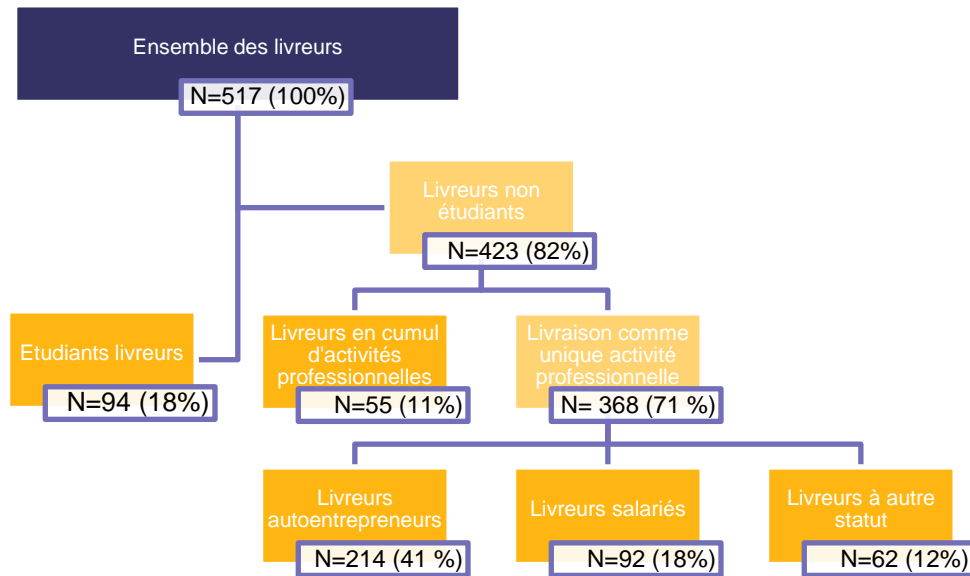 Ensemble des livreurs
N=517 (100%)
Livreurs non
étudiants
N=423 (82%)
Etudiants livreurs
N=94 (18%)
Livreurs en cumul
d'activités
professionnelles
N=55 (11%)
Livraison comme
unique activité
professionnelle
N= 368 (71 %)
Livreurs
autoentrepreneurs
N=214 (41 %)
Livreurs salariés
N=92 (18%)
Livreurs à autre
statut
N=62 (12%)